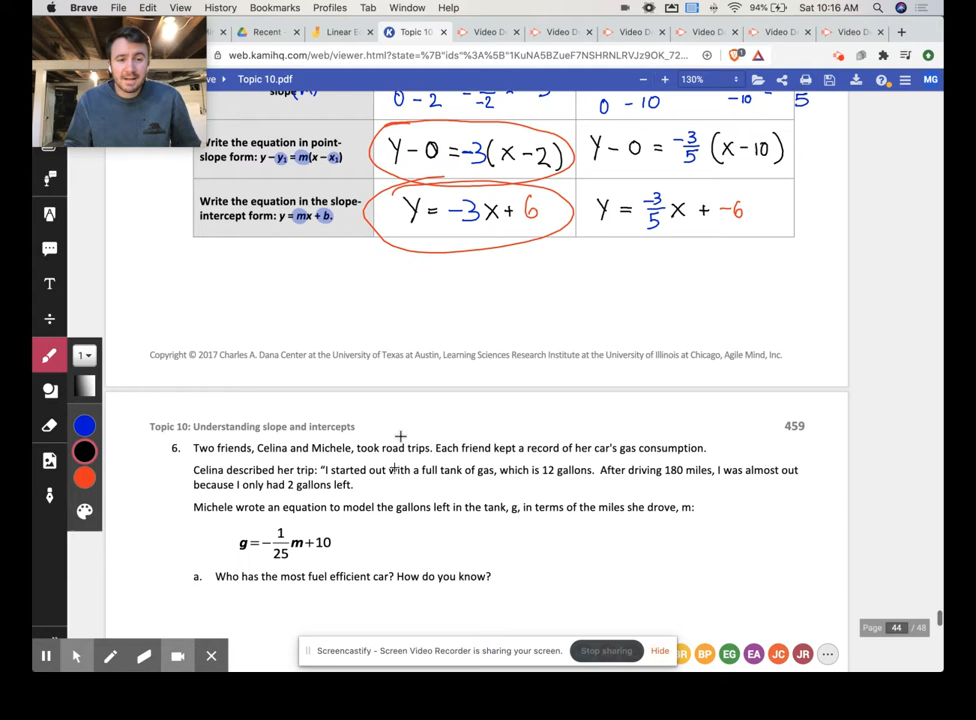 Brave File Edit View History Bookmarks Profiles Tab Window Help 94% Sat 10:16 AM
Recent Linear E Topic 10 Video D Video D Video D Video D Video D
web.kamihq.com/web/viewer.html?state=%7B"ids"%3A%5B"1KuNA5BZueF7NSHRNLRVJz9OK_72...
Topic 10.pdf 130% MG
0 - 2 -2 0 - 10 -10 5
Write the equation in point-
slope form: y – y₁ = m(x – x₁)
Y - 0 = -3(x - 2) Y - 0 = -3/5 (x - 10)
Write the equation in the slope-
intercept form: y = mx + b.
Y = -3x + 6 Y = -3/5 x + -6
Copyright © 2017 Charles A. Dana Center at the University of Texas at Austin, Learning Sciences Research Institute at the University of Illinois at Chicago, Agile Mind, Inc.
Topic 10: Understanding slope and intercepts 459
6. Two friends, Celina and Michele, took road trips. Each friend kept a record of her car's gas consumption.
Celina described her trip: "I started out with a full tank of gas, which is 12 gallons. After driving 180 miles, I was almost out
because I only had 2 gallons left.
Michele wrote an equation to model the gallons left in the tank, g, in terms of the miles she drove, m:
g = - 1/25 m + 10
a. Who has the most fuel efficient car? How do you know?
Page 44 / 48
Screencastify - Screen Video Recorder is sharing your screen. Stop sharing Hide
BP EG EA JC JR